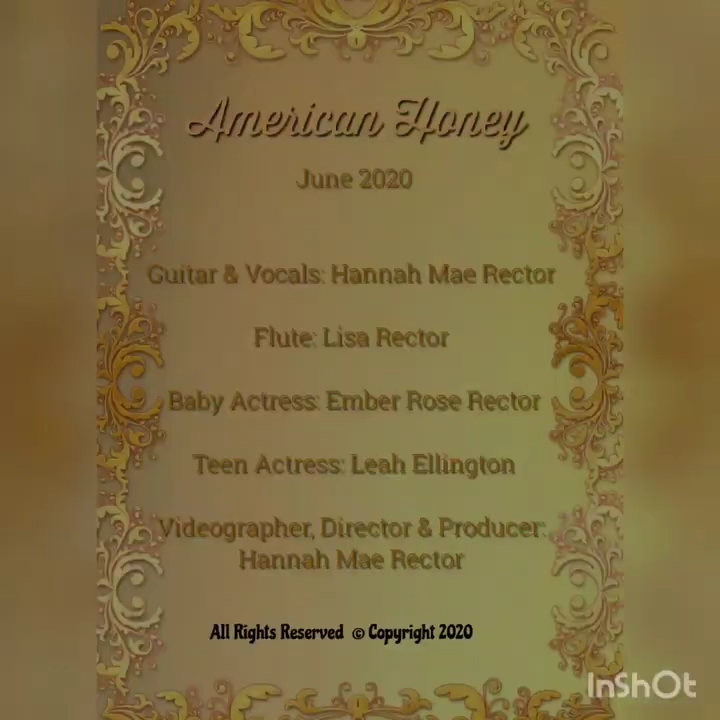 American Honey
June 2020
Guitar & Vocals: Hannah Mae Rector
Flute: Lisa Rector
Baby Actress: Ember Rose Rector
Teen Actress: Leah Ellington
Videographer, Director & Producer:
Hannah Mae Rector
All Rights Reserved © Copyright 2020
InShOt